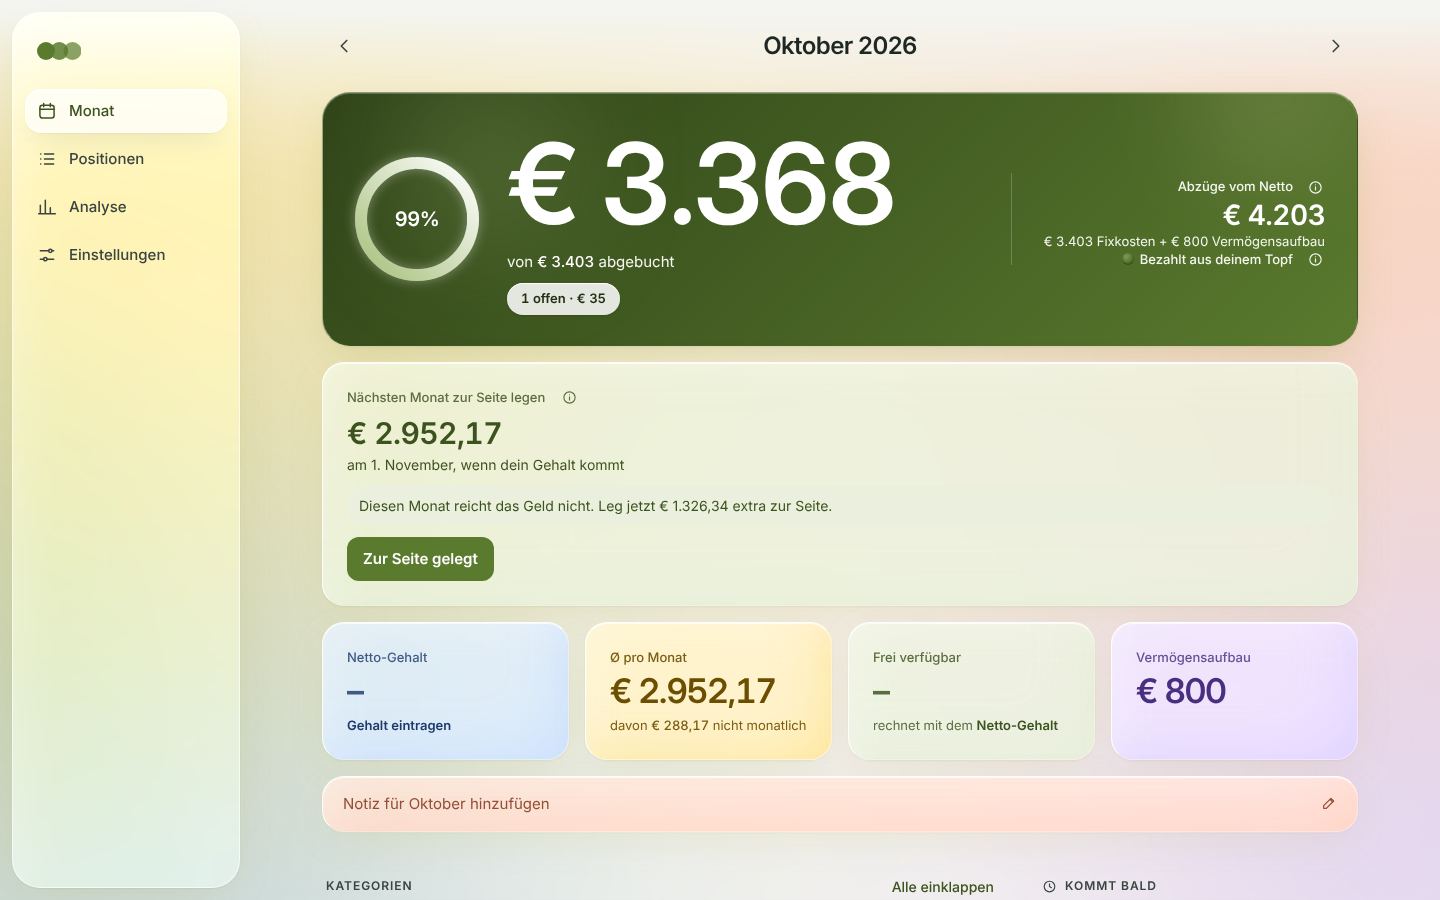 Oktober 2026
Monat
Positionen
Analyse
Einstellungen
99%
€ 3.368
von € 3.403 abgebucht
1 offen · € 35
Abzüge vom Netto
€ 4.203
€ 3.403 Fixkosten + € 800 Vermögensaufbau
Bezahlt aus deinem Topf
Nächsten Monat zur Seite legen
€ 2.952,17
am 1. November, wenn dein Gehalt kommt
Diesen Monat reicht das Geld nicht. Leg jetzt € 1.326,34 extra zur Seite.
Zur Seite gelegt
Netto-Gehalt
–
Gehalt eintragen
Ø pro Monat
€ 2.952,17
davon € 288,17 nicht monatlich
Frei verfügbar
–
rechnet mit dem Netto-Gehalt
Vermögensaufbau
€ 800
Notiz für Oktober hinzufügen
KATEGORIEN
Alle einklappen
KOMMT BALD